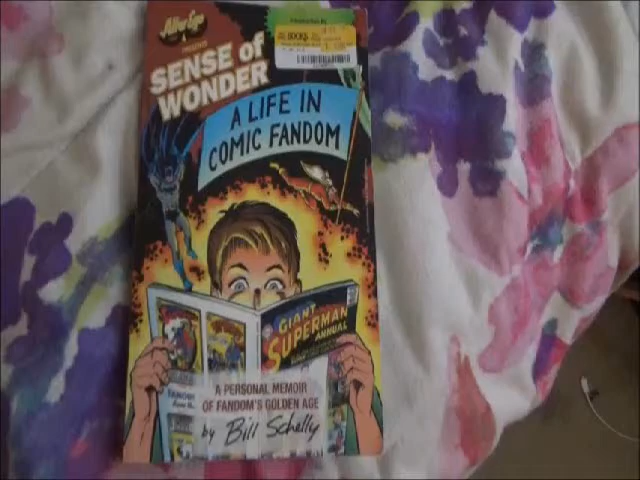 Alter Ego
PRESENTS
SENSE of
WONDER
A LIFE IN
COMIC FANDOM
GIANT
SUPERMAN
ANNUAL
A PERSONAL MEMOIR
OF FANDOM'S GOLDEN AGE
by Bill Schelly